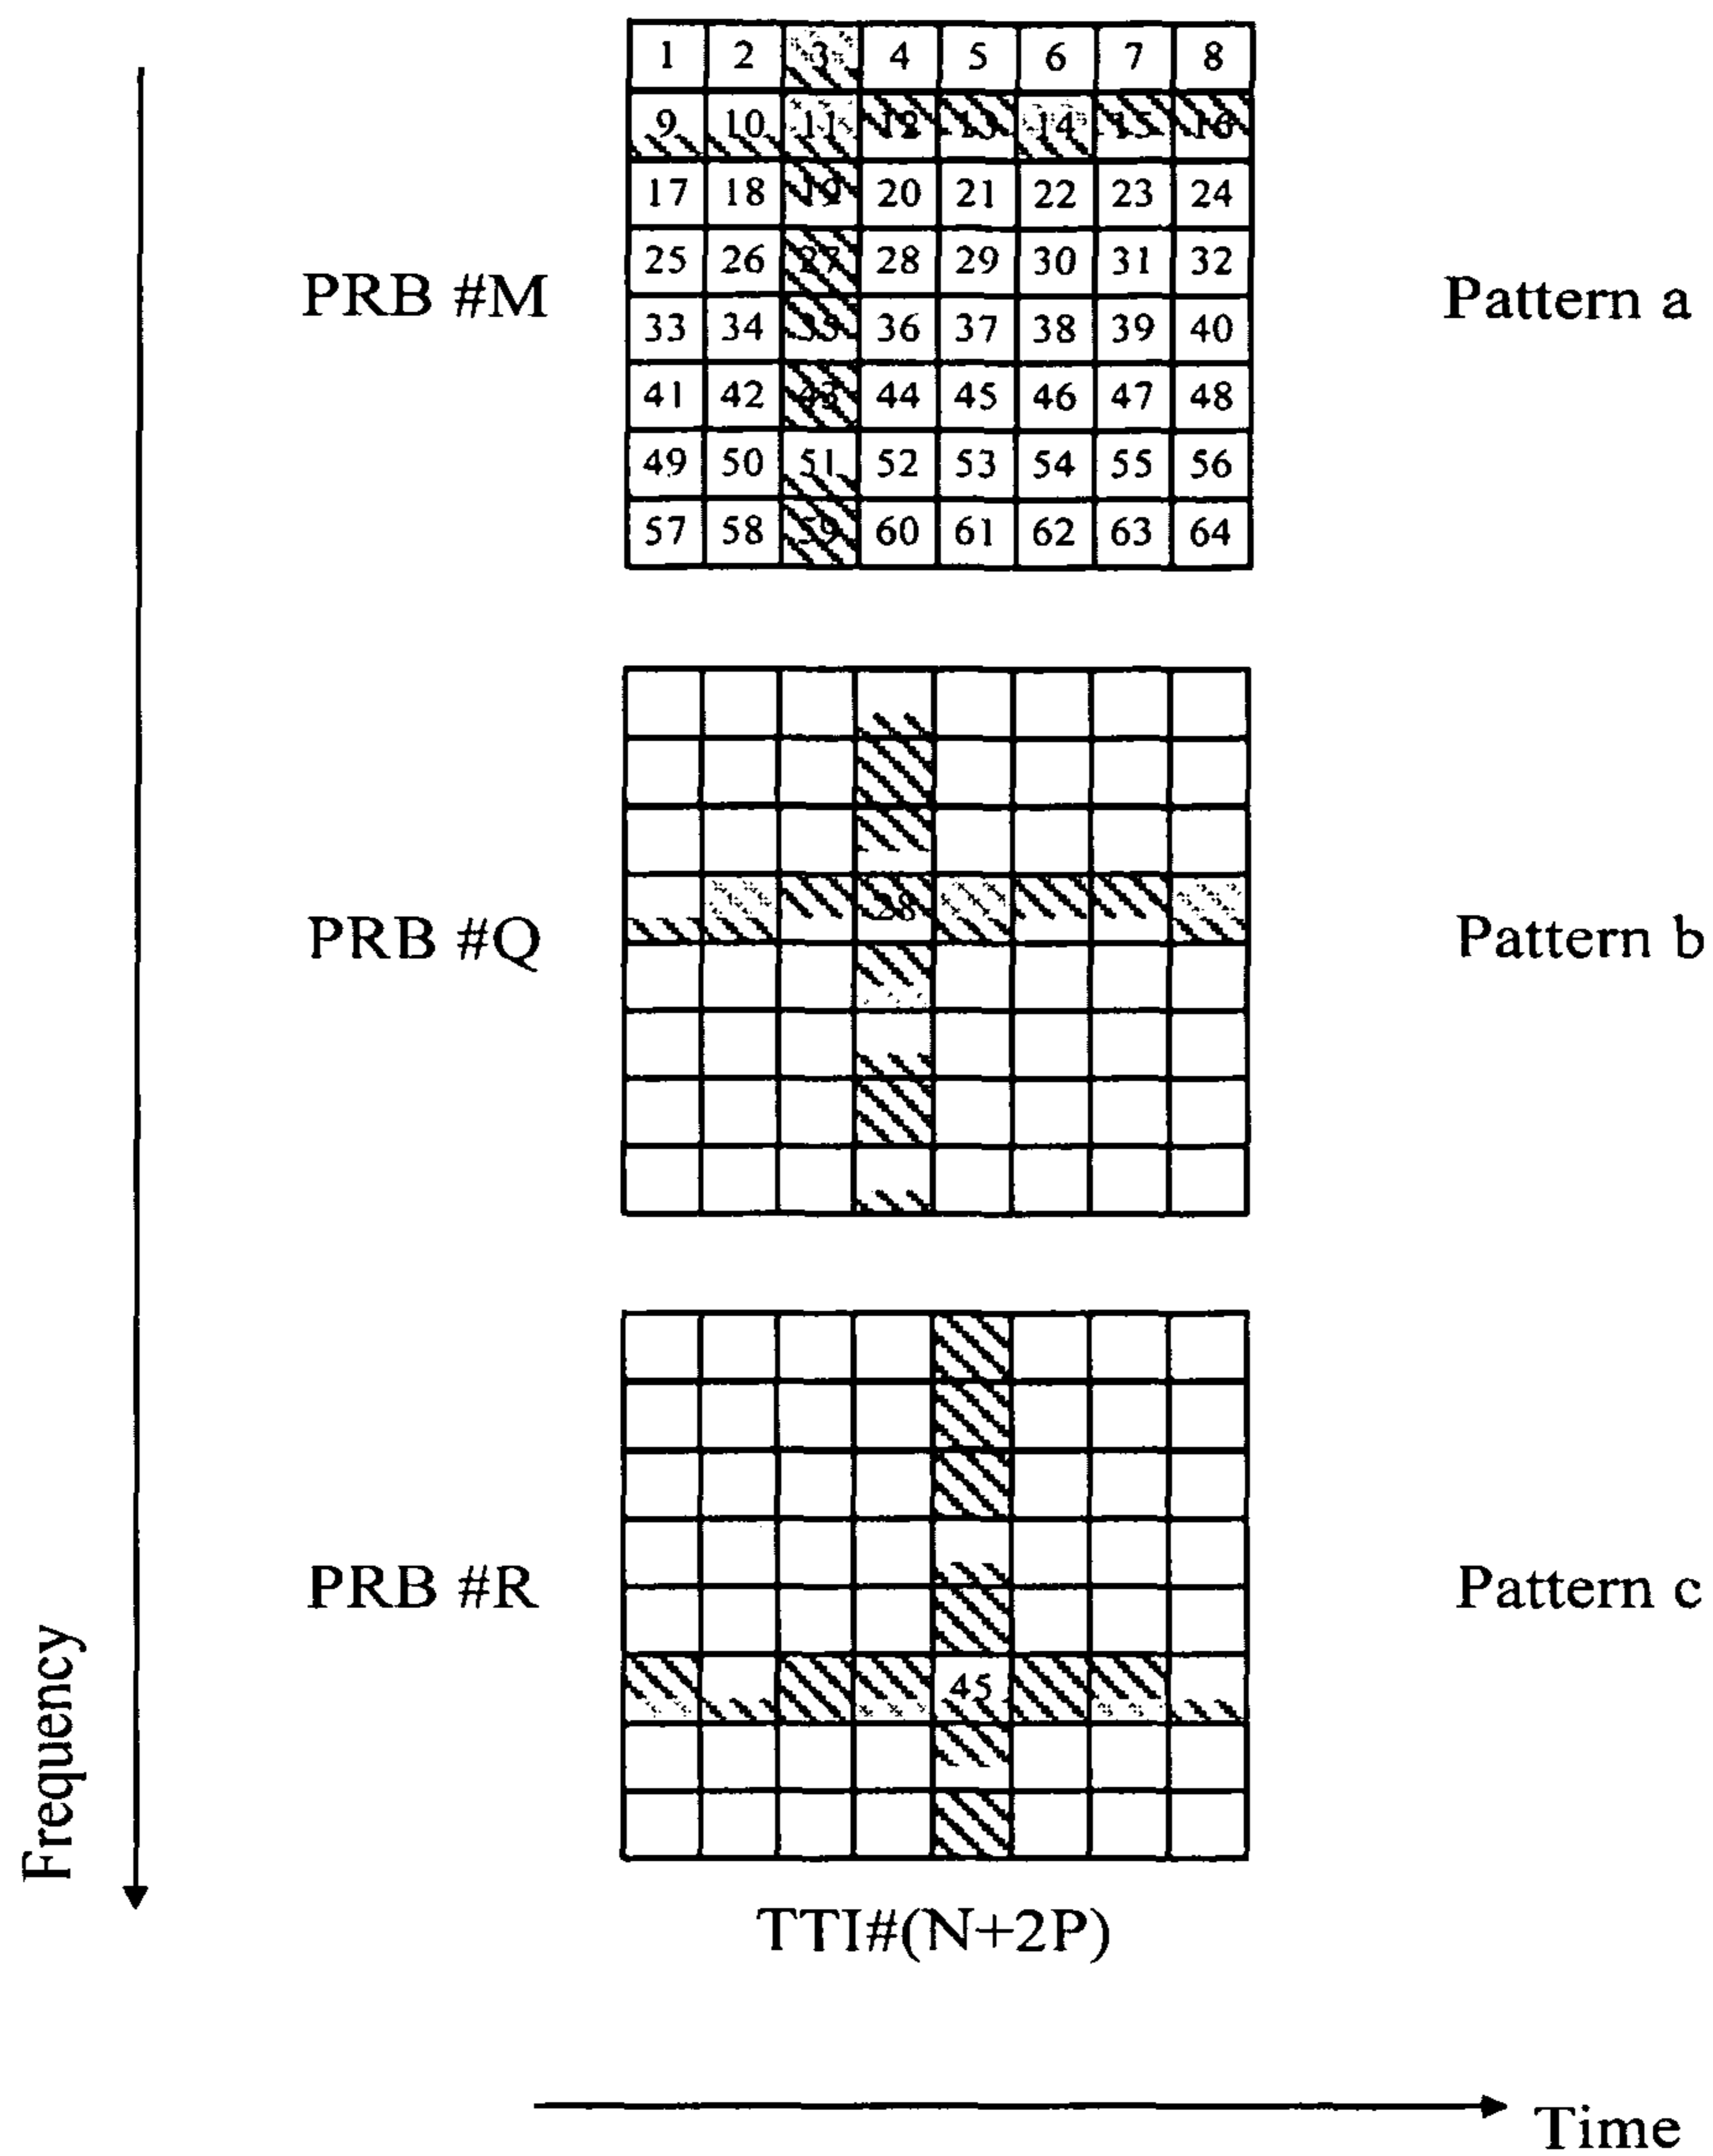 1 2 3 4 5 6 7 8
9 10 11 12 13 14 15 16
17 18 19 20 21 22 23 24
25 26 27 28 29 30 31 32
PRB #M
Pattern a
33 34 35 36 37 38 39 40
41 42 43 44 45 46 47 48
49 50 51 52 53 54 55 56
57 58 59 60 61 62 63 64
28
PRB #Q
Pattern b
PRB #R
Pattern c
45
Frequency
TTI#(N+2P)
Time